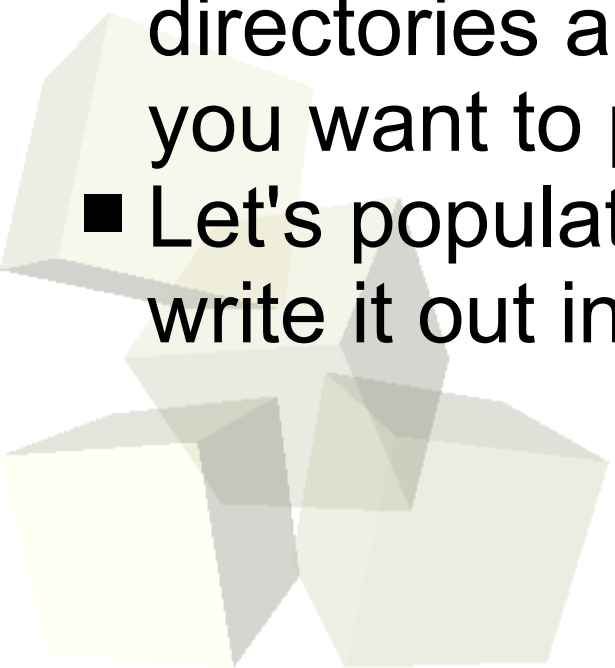 directories a
you want to
■ Let's populat
write it out in